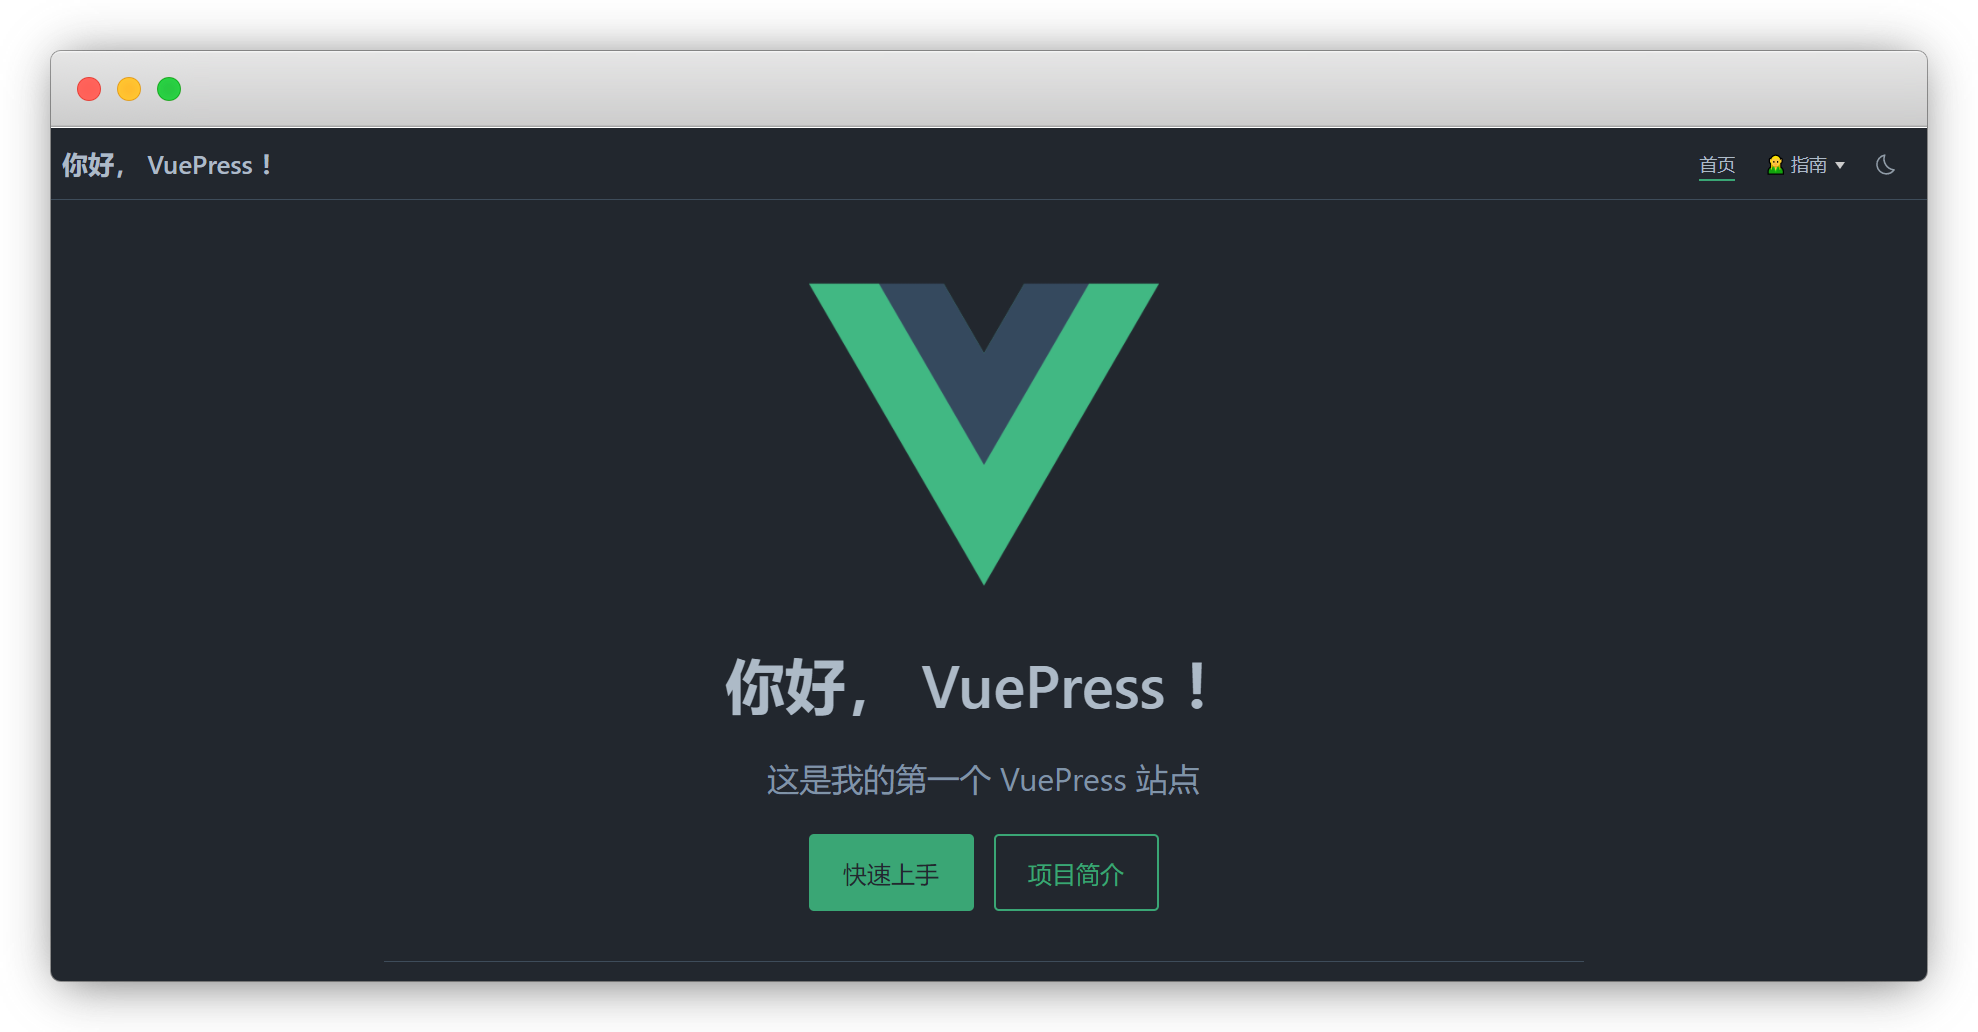 你好， VuePress！
首页 指南
你好， VuePress！
这是我的第一个 VuePress 站点
快速上手 项目简介